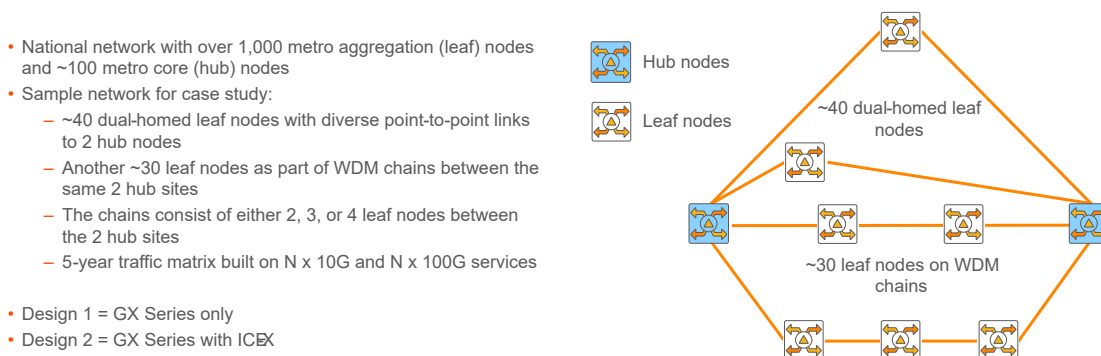 • National network with over 1,000 metro aggregation (leaf) nodes
and ~100 metro core (hub) nodes
• Sample network for case study:
– ~40 dual-homed leaf nodes with diverse point-to-point links
to 2 hub nodes
– Another ~30 leaf nodes as part of WDM chains between the
same 2 hub sites
– The chains consist of either 2, 3, or 4 leaf nodes between
the 2 hub sites
– 5-year traffic matrix built on N x 10G and N x 100G services
• Design 1 = GX Series only
• Design 2 = GX Series with ICE-X
Hub nodes
Leaf nodes
~40 dual-homed leaf
nodes
~30 leaf nodes on WDM
chains